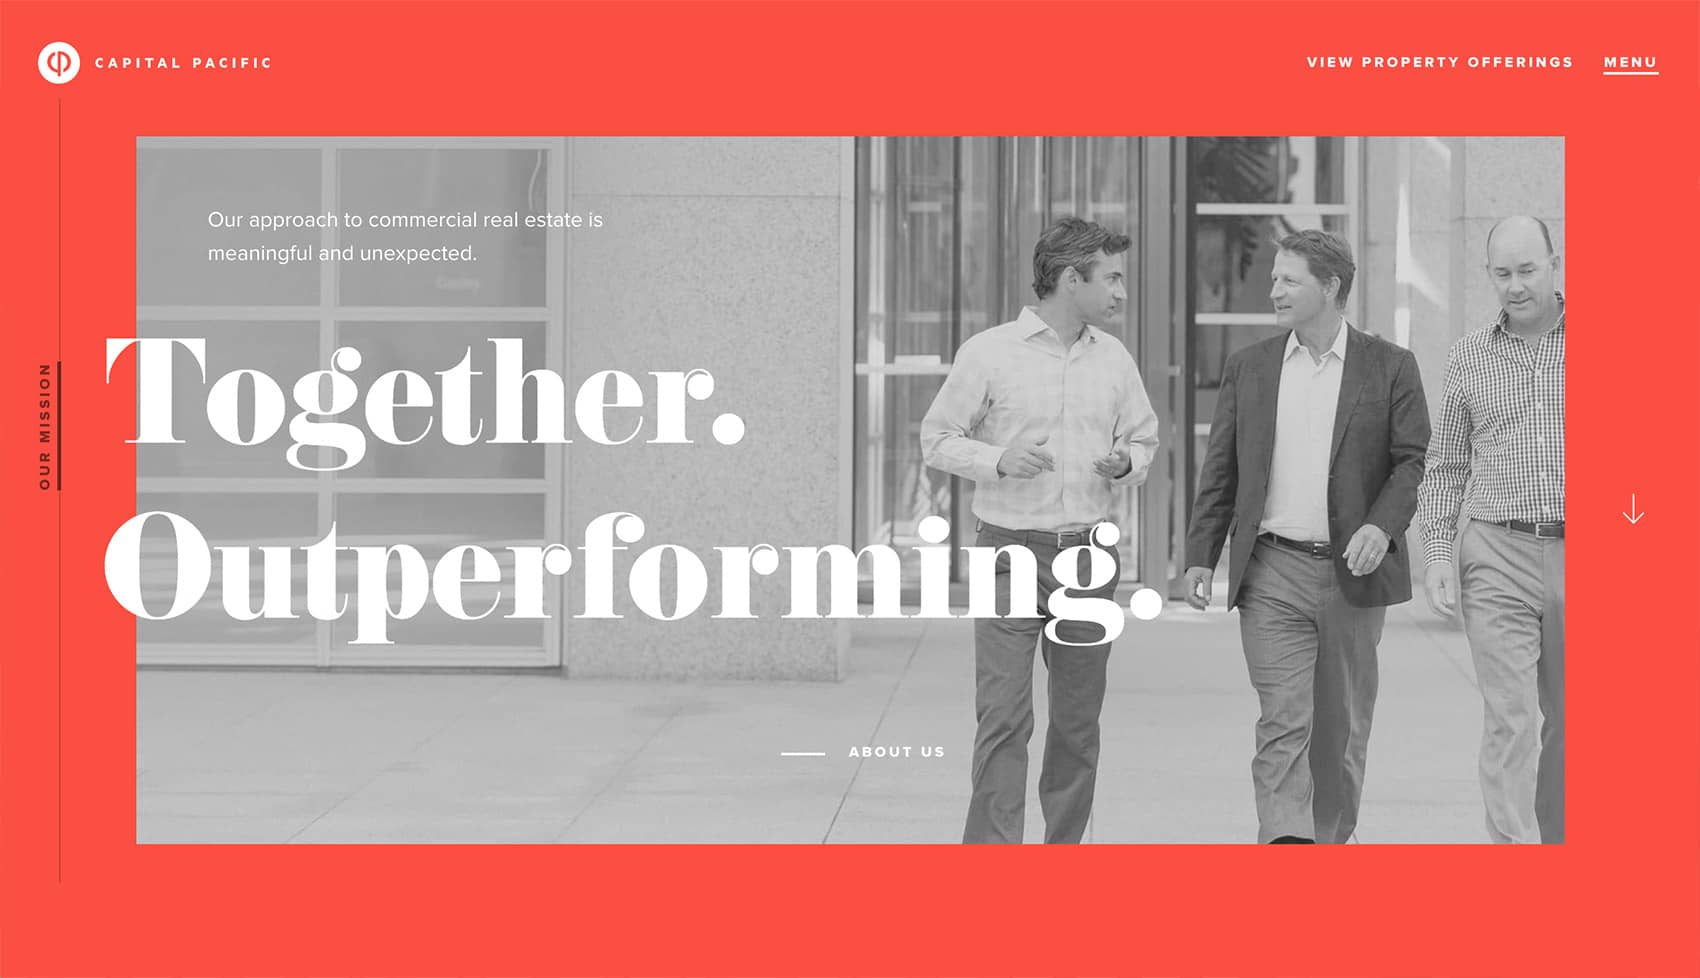 CAPITAL PACIFIC
VIEW PROPERTY OFFERINGS
MENU
Our approach to commercial real estate is
meaningful and unexpected.
Together.
Outperforming.
OUR MISSION
ABOUT US